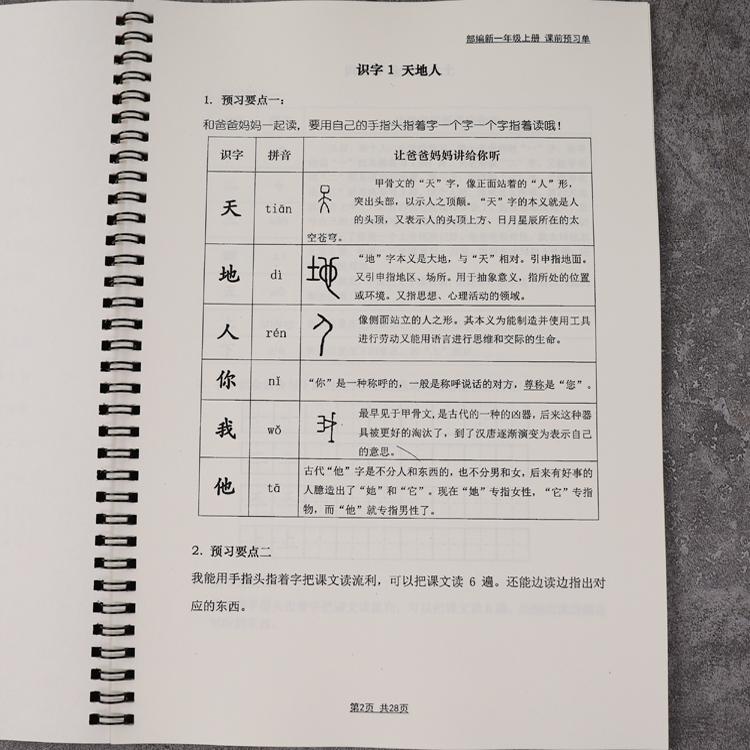 部编新一年级上册 课前预习单
识字1 天地人
1. 预习要点一：
和爸爸妈妈一起读，要用自己的手指头指着字一个字一个字指着读哦！
识字 拼音 让爸爸妈妈讲给你听
天 tiān
甲骨文的“天”字，像正面站着的“人”形，
突出头部，以示人之顶颠。“天”字的本义就是人
的头顶，又表示人的头顶上方、日月星辰所在的太
空苍穹。
地 dì
“地”字本义是大地，与“天”相对。引申指地面。
又引申指地区、场所。用于抽象意义，指所处的位置
或环境。又指思想、心理活动的领域。
人 rén
像侧面站立的人之形。其本义为能制造并使用工具
进行劳动又能用语言进行思维和交际的生命。
你 nǐ
“你”是一种称呼的，一般是称呼说话的对方，尊称是“您”。
我 wǒ
最早见于甲骨文,是古代的一种的凶器，后来这种器
具被更好的淘汰了，到了汉唐逐渐演变为表示自己
的意思。
他 tā
古代“他”字是不分人和东西的，也不分男和女，后来有好事的
人臆造出了“她”和“它”。现在“她”专指女性，“它”专指
物，而“他”就专指男性了。
2. 预习要点二
我能用手指头指着字把课文读流利，可以把课文读 6 遍。还能边读边指出对
应的东西。
第2页 共28页